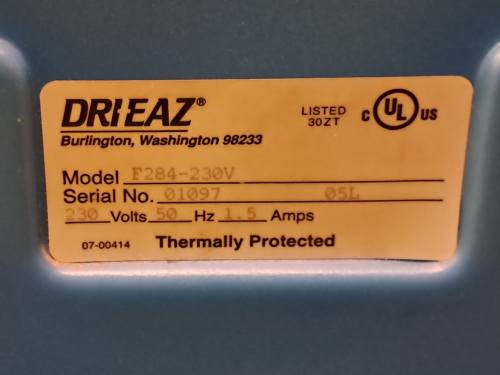 DRIEAZ®
Burlington, Washington 98233
LISTED
30ZT
C UL US
Model F284-230V
Serial No. 01097 05L
230 Volts 50 Hz 1.5 Amps
07-00414 Thermally Protected